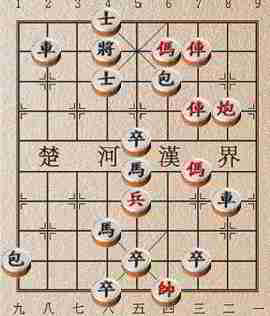 1 2 3 4 5 6 7 8 9
士
車 將 傌 俥
士 包
俥 炮
卒
楚 河 漢 界
馬 傌
兵 車
馬
包 卒 卒
卒 帥
九 八 七 六 五 四 三 二 一